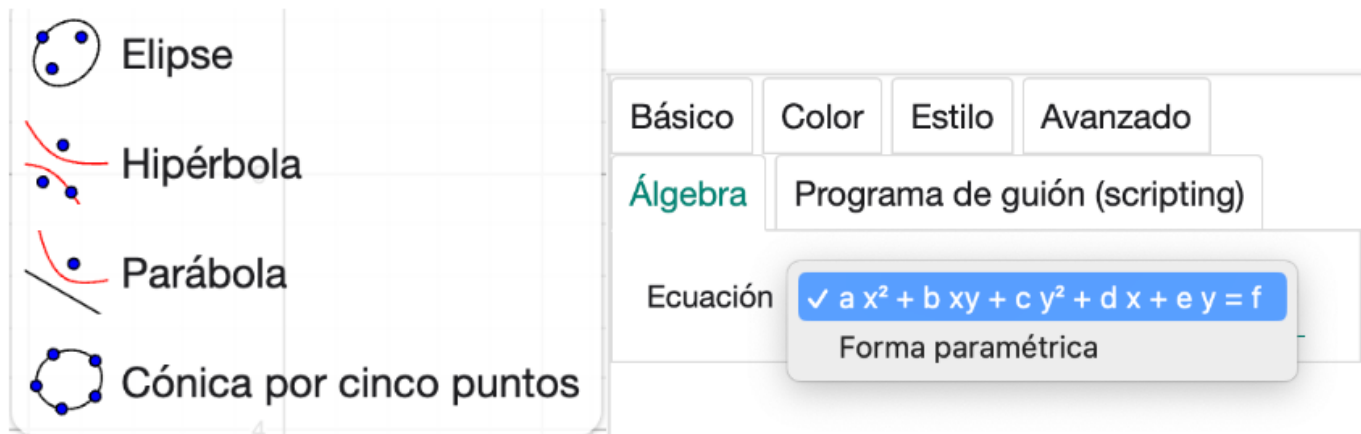 Elipse
Hipérbola
Parábola
Cónica por cinco puntos
4
Básico Color Estilo Avanzado
Álgebra Programa de guión (scripting)
Ecuación ✓ a x² + b xy + c y² + d x + e y = f
Forma paramétrica